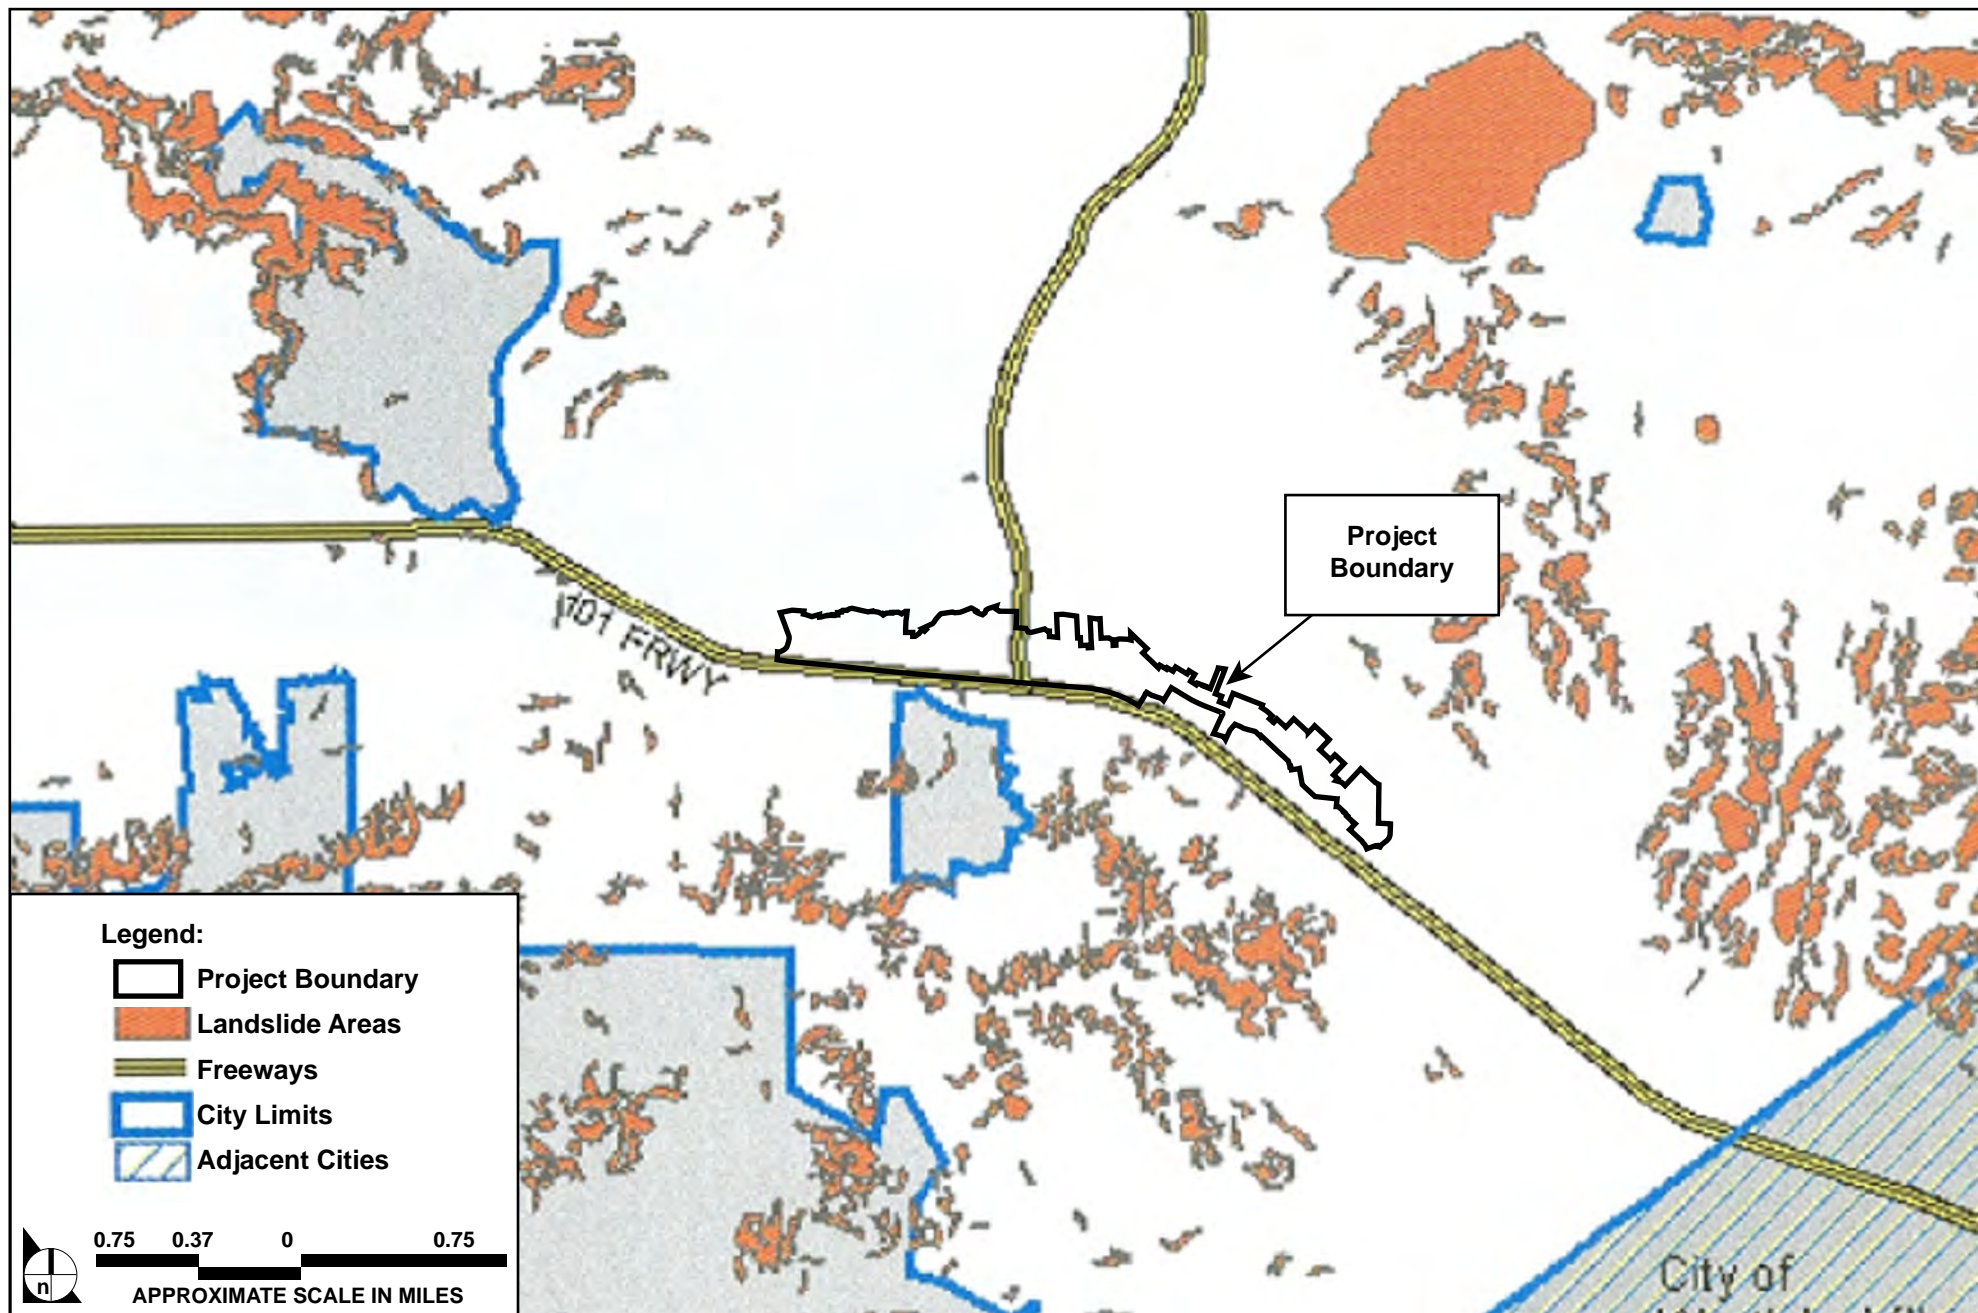 Project
Boundary
101 FRWY
Legend:
Project Boundary
Landslide Areas
Freeways
City Limits
Adjacent Cities
0.75 0.37 0 0.75
n
APPROXIMATE SCALE IN MILES
City of